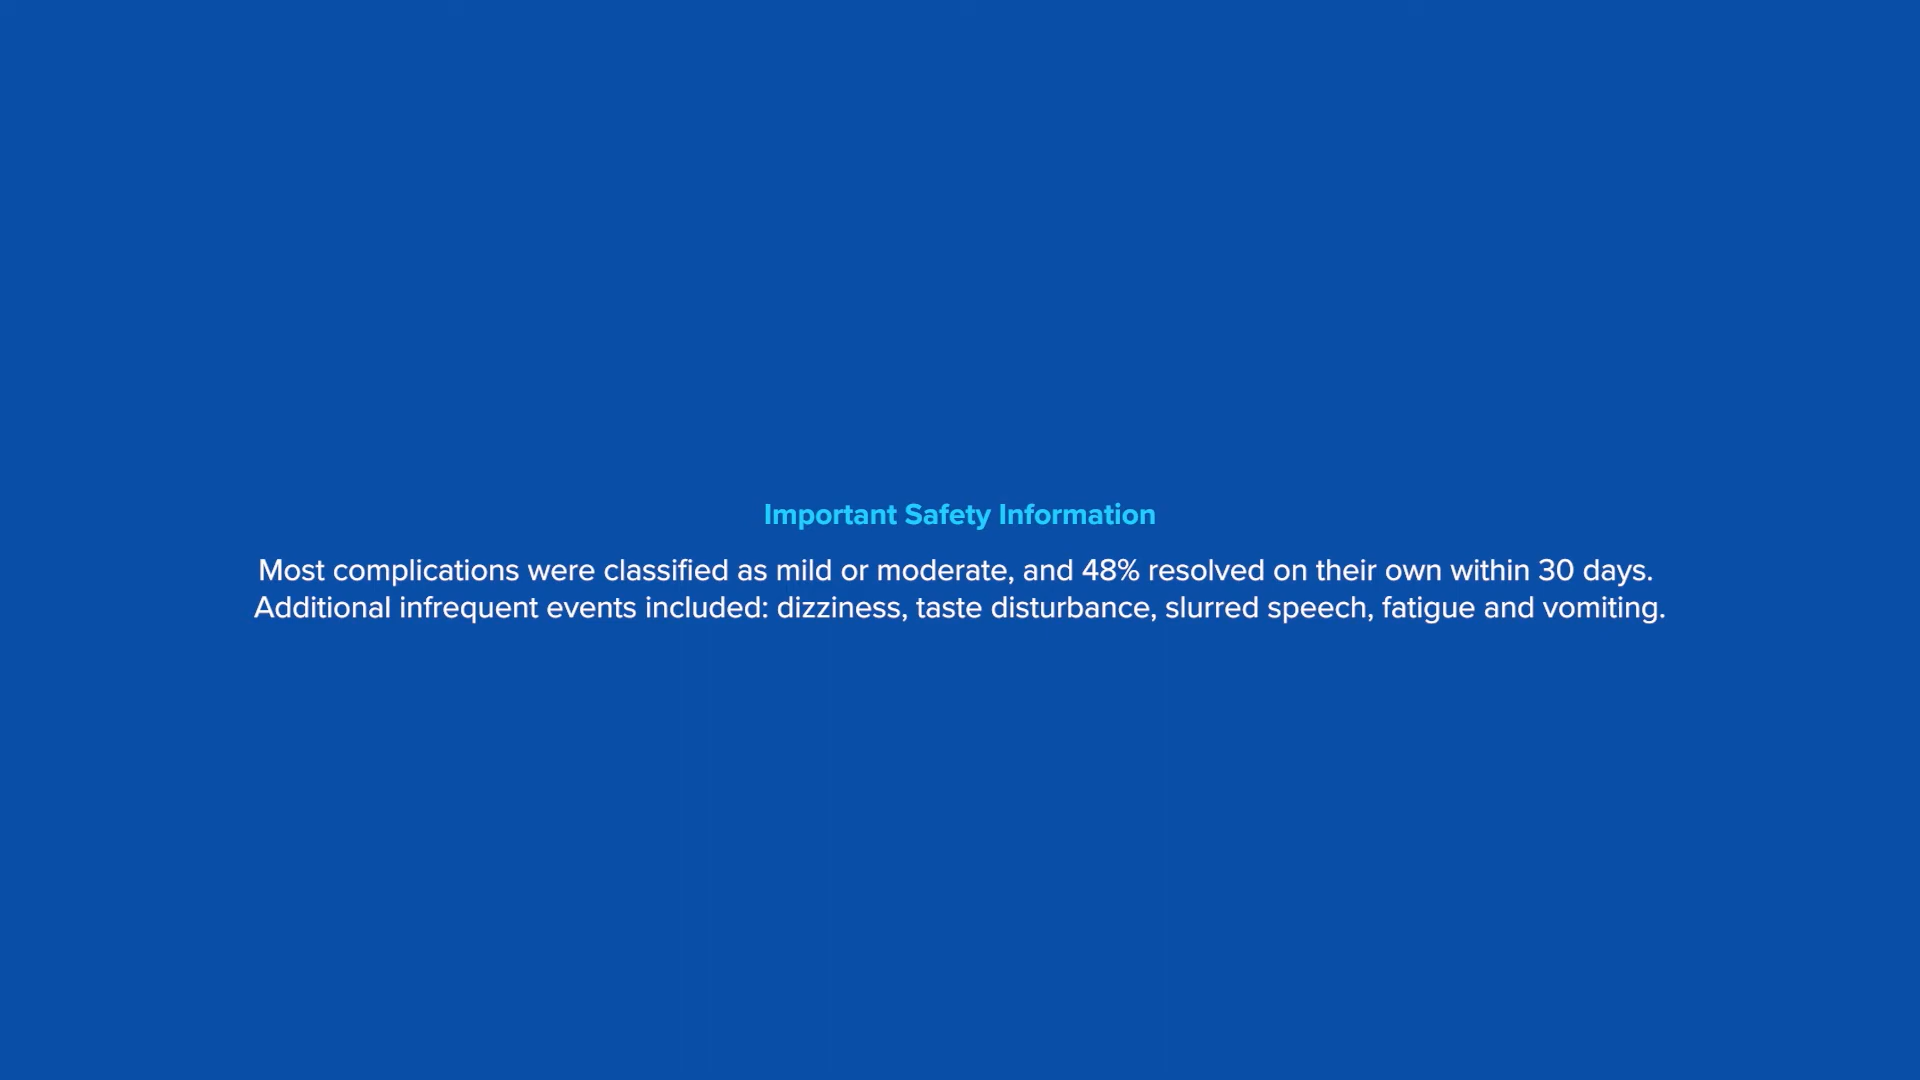 Important Safety Information
Most complications were classified as mild or moderate, and 48% resolved on their own within 30 days.
Additional infrequent events included: dizziness, taste disturbance, slurred speech, fatigue and vomiting.